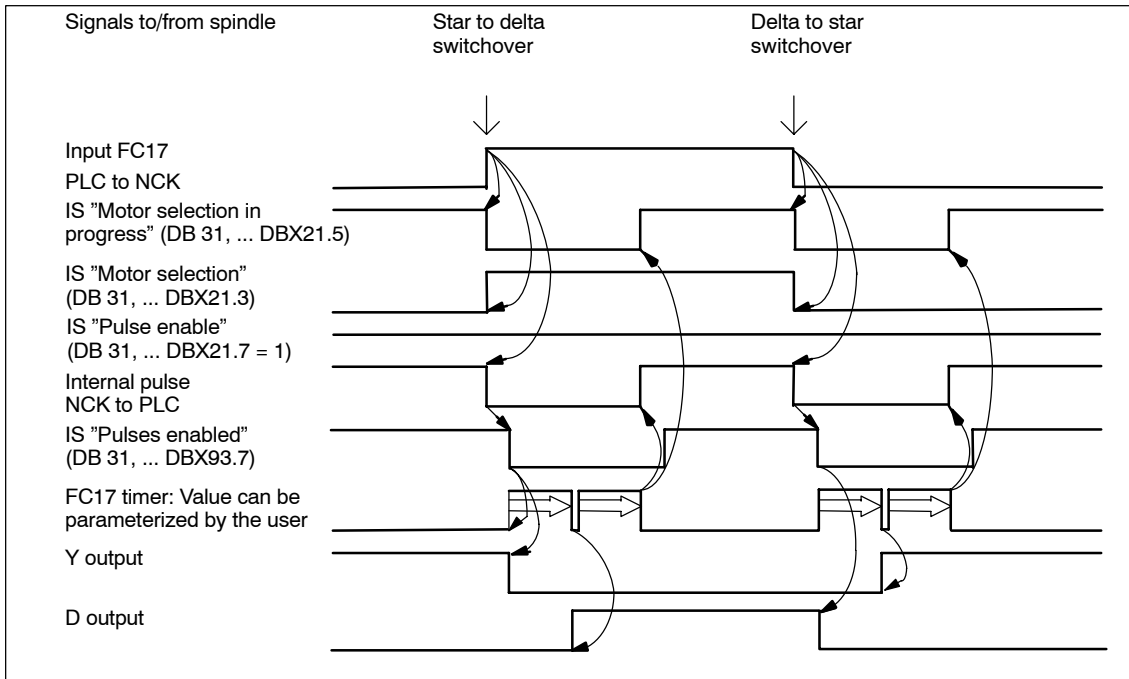 Signals to/from spindle
Star to delta
switchover
Delta to star
switchover
Input FC17
PLC to NCK
IS ”Motor selection in
progress” (DB 31, ... DBX21.5)
IS ”Motor selection”
(DB 31, ... DBX21.3)
IS ”Pulse enable”
(DB 31, ... DBX21.7 = 1)
Internal pulse
NCK to PLC
IS ”Pulses enabled”
(DB 31, ... DBX93.7)
FC17 timer: Value can be
parameterized by the user
Y output
D output